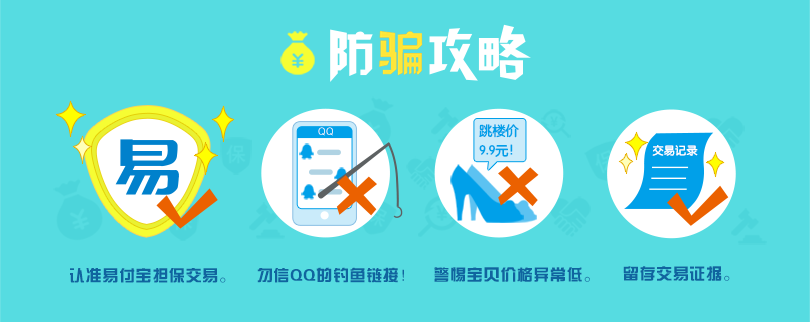 防骗攻略
易
QQ
跳楼价
9.9元!
交易记录
认准易付宝担保交易。
勿信QQ的钓鱼链接!
警惕宝贝价格异常低。
留存交易证据。